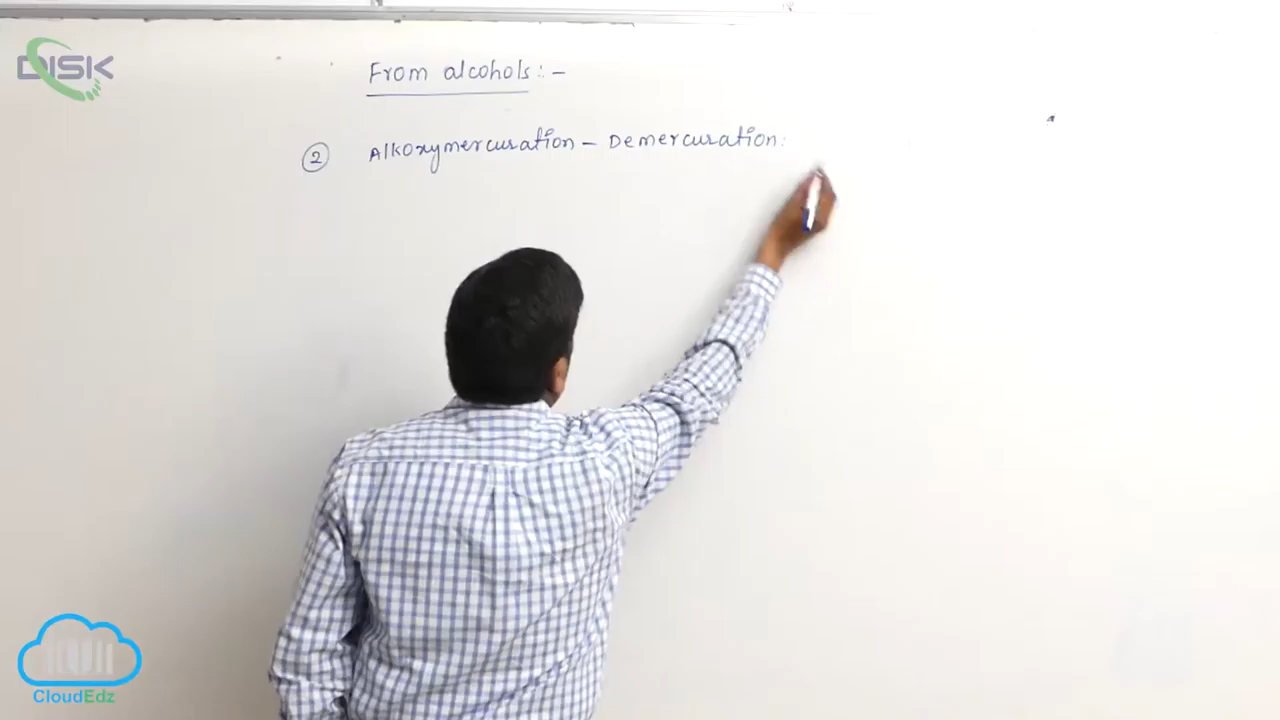 DISK
From alcohols:-
② Alkoxymercuration - Demercuration:
CloudEdz